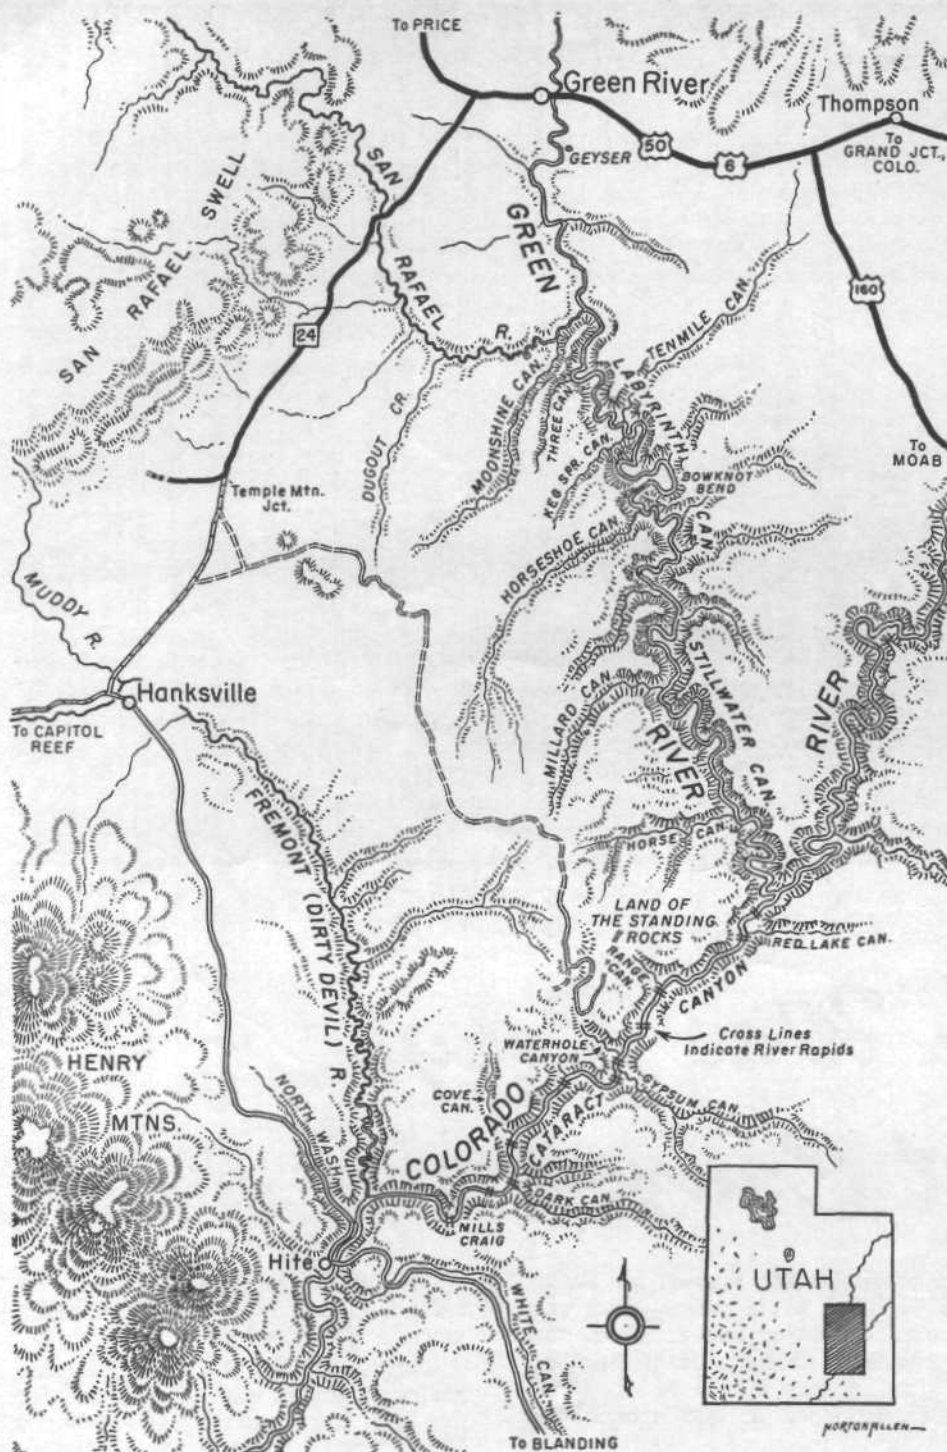 To PRICE
Green River
Thompson
50
6
To
GRAND JCT.,
COLO.
GEYSER
SAN
RAFAEL
R.
GREEN
RIVER
SAN RAFAEL SWELL
24
160
TENMILE CAN.
LABYRINTH
CAN
MOONSHINE CAN.
THREE CAN.
KEG SPR. CAN.
BOWKNOT
BEND
To
MOAB
DUGOUT CR.
Temple Mtn.
Jct.
HORSESHOE CAN.
MUDDY R.
Hanksville
To CAPITOL
REEF
STILLWATER CAN
MILLARD CAN.
RIVER
HORSE CAN.
FREMONT (DIRTY DEVIL) R.
LAND OF
THE STANDING
ROCKS
RED LAKE CAN.
RANGE
CAN.
CANYON
Cross Lines
Indicate River Rapids
WATERHOLE
CANYON
HENRY
MTNS.
NORTH WASH
COVE
CAN.
GYPSUM CAN.
COLORADO
CATARACT
DARK CAN.
MILLS
CRAIG
Hite
WHITE CAN.
UTAH
To BLANDING
NORTON ALLEN